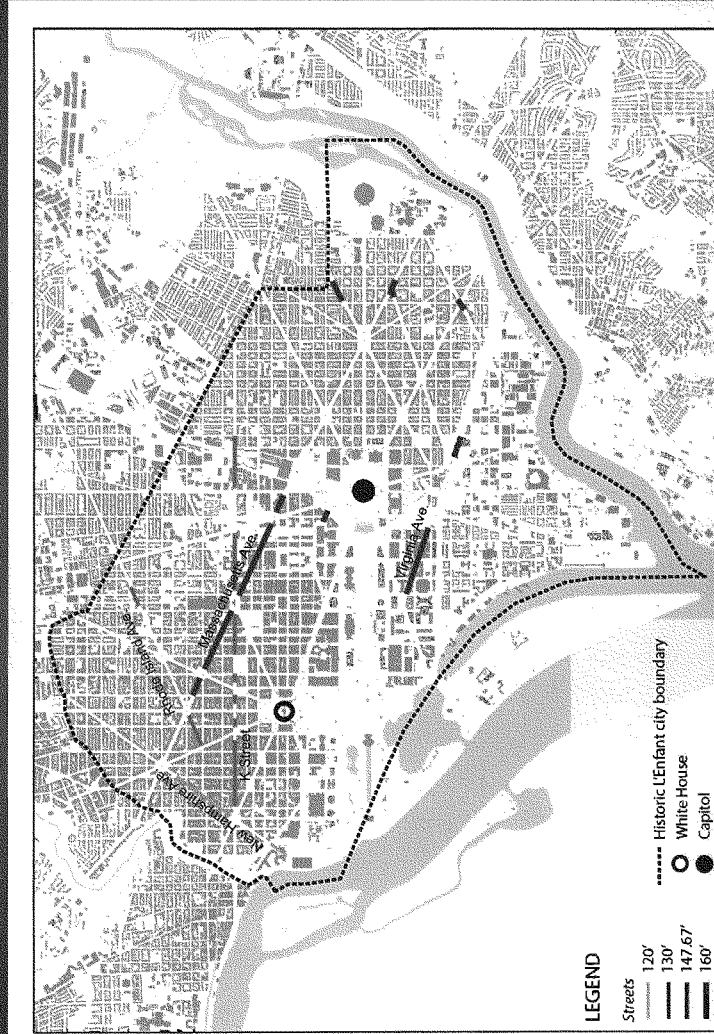 Rhode Island Ave.
Massachusetts Ave.
New Hampshire Ave.
K Street
Virginia Ave.
LEGEND
Streets
120'
130'
147.67'
160'
Historic L'Enfant city boundary
White House
Capitol